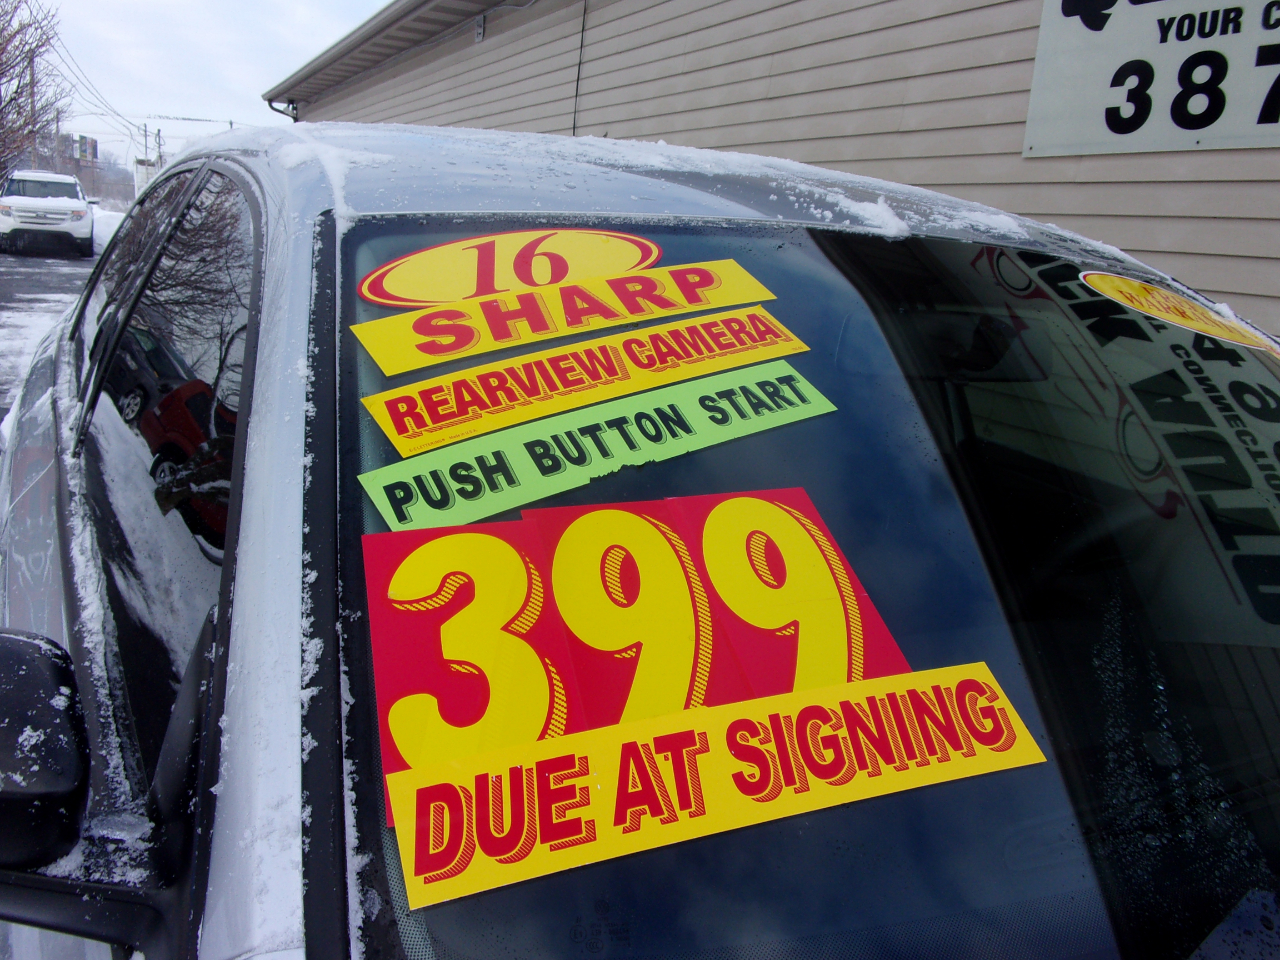 YOUR C
387
16
SHARP
REARVIEW CAMERA
PUSH BUTTON START
399
DUE AT SIGNING